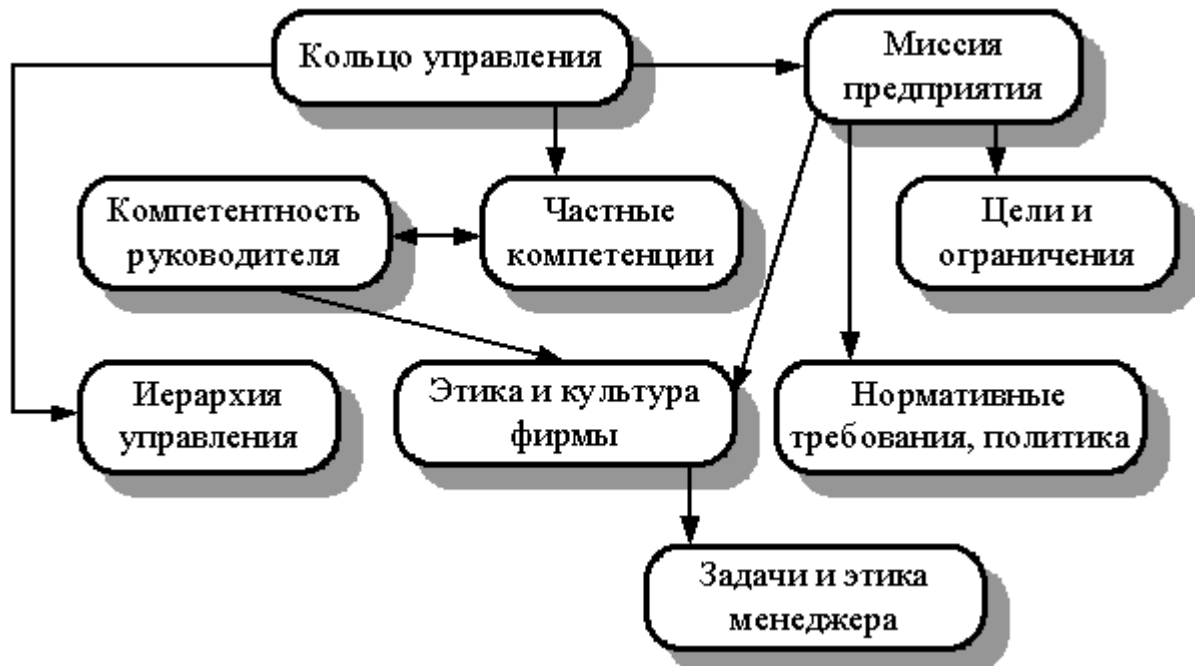 Кольцо управления
Миссия
предприятия
Компетентность
руководителя
Частные
компетенции
Цели и
ограничения
Иерархия
управления
Этика и культура
фирмы
Нормативные
требования, политика
Задачи и этика
менеджера